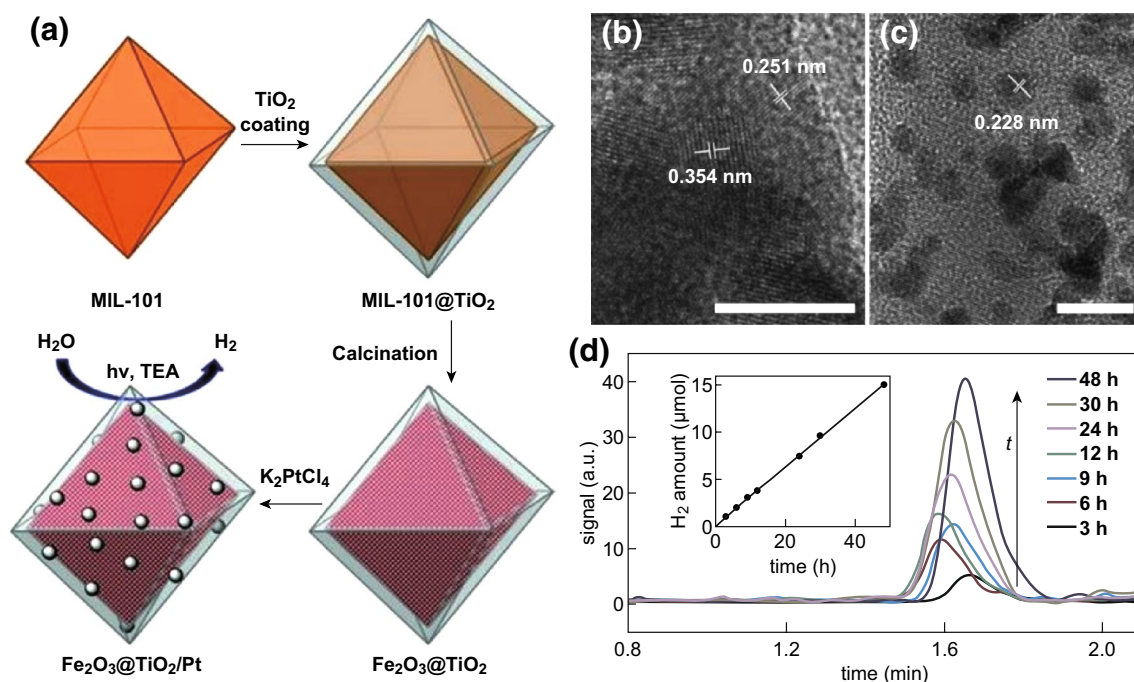 (a)
TiO2
coating
MIL-101
MIL-101@TiO2
Calcination
H2O
H2
hν, TEA
K2PtCl4
Fe2O3@TiO2/Pt
Fe2O3@TiO2
(b)
0.251 nm
0.354 nm
(c)
0.228 nm
(d)
signal (a.u.)
40
30
20
10
0
0.8
1.2
1.6
2.0
time (min)
H2 amount (μmol)
15
10
5
0
0
20
40
time (h)
t
48 h
30 h
24 h
12 h
9 h
6 h
3 h